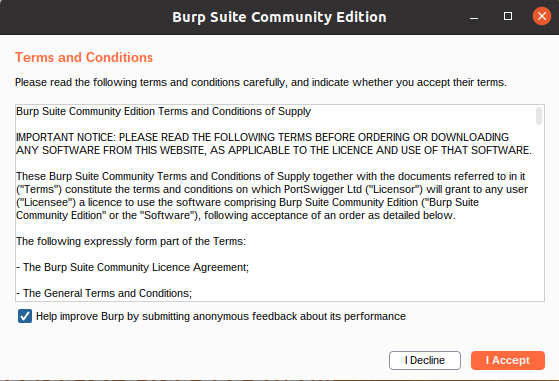 Burp Suite Community Edition
Terms and Conditions
Please read the following terms and conditions carefully, and indicate whether you accept their terms.
Burp Suite Community Edition Terms and Conditions of Supply
IMPORTANT NOTICE: PLEASE READ THE FOLLOWING TERMS BEFORE ORDERING OR DOWNLOADING
ANY SOFTWARE FROM THIS WEBSITE, AS APPLICABLE TO THE LICENCE AND USE OF THAT SOFTWARE.
These Burp Suite Community Terms and Conditions of Supply together with the documents referred to in it
("Terms") constitute the terms and conditions on which PortSwigger Ltd ("Licensor") will grant to any user
("Licensee") a licence to use the software comprising Burp Suite Community Edition ("Burp Suite
Community Edition" or the "Software"), following acceptance of an order as detailed below.
The following expressly form part of the Terms:
- The Burp Suite Community Licence Agreement;
- The General Terms and Conditions;
Help improve Burp by submitting anonymous feedback about its performance
I Decline
I Accept